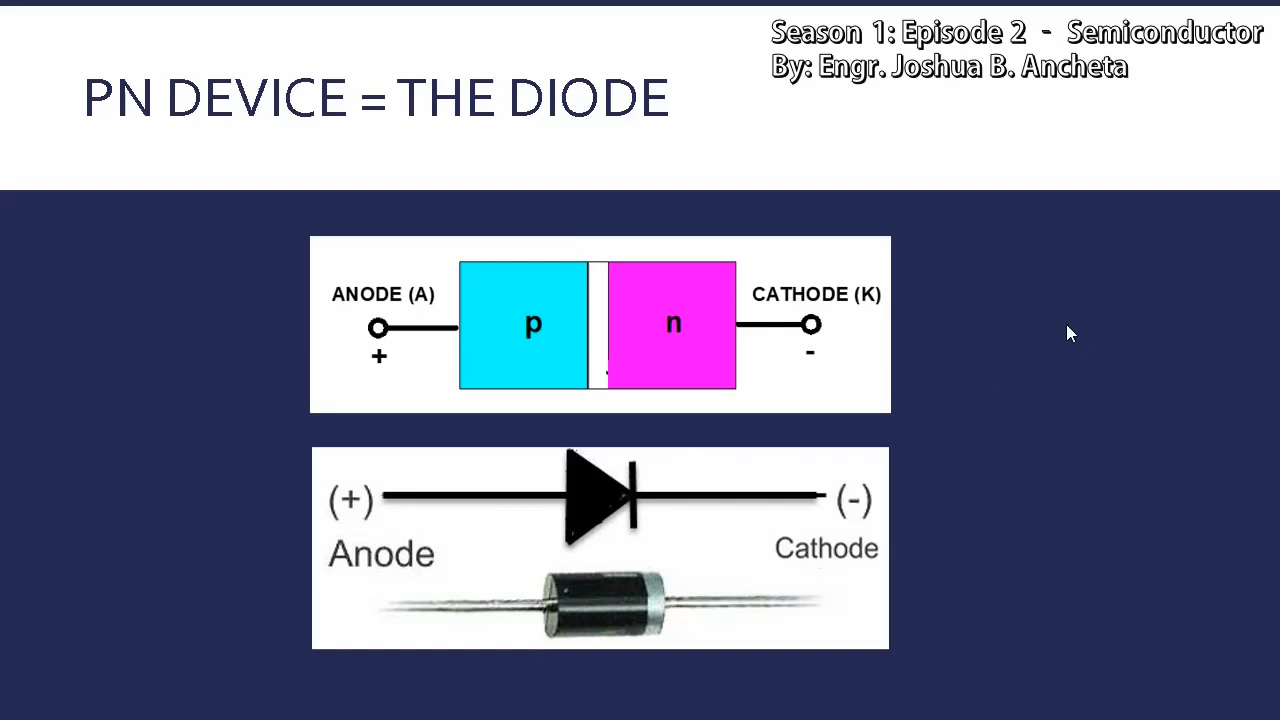 Season 1: Episode 2 - Semiconductor
By: Engr. Joshua B. Ancheta
PN DEVICE = THE DIODE
ANODE (A)
CATHODE (K)
p
n
+
-
(+)
(-)
Anode
Cathode